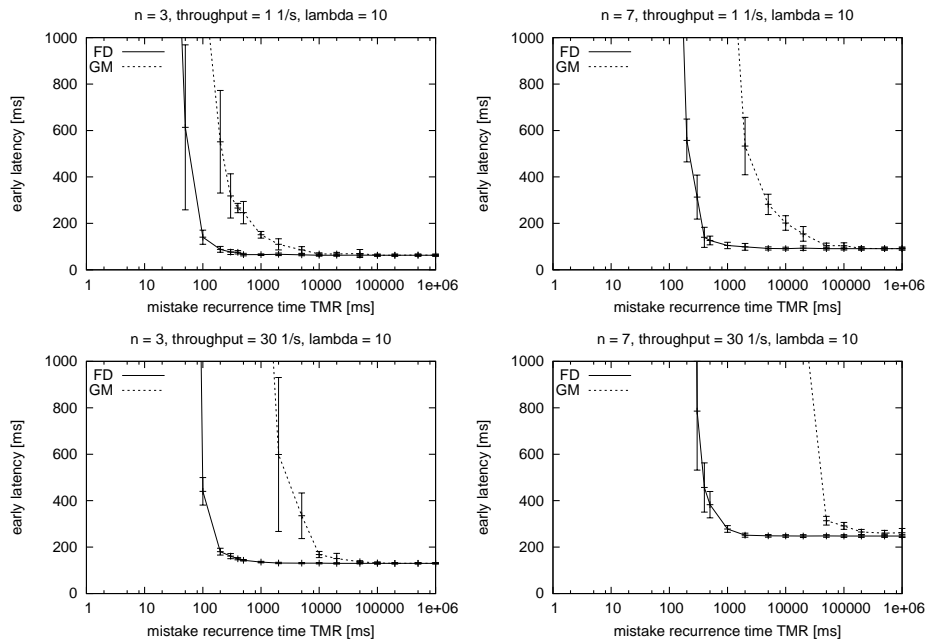 n = 3, throughput = 1 1/s, lambda = 10
FD
GM
early latency [ms]
1000
800
600
400
200
0
1 10 100 1000 10000 100000 1e+06
mistake recurrence time TMR [ms]
n = 7, throughput = 1 1/s, lambda = 10
FD
GM
early latency [ms]
1000
800
600
400
200
0
1 10 100 1000 10000 100000 1e+06
mistake recurrence time TMR [ms]
n = 3, throughput = 30 1/s, lambda = 10
FD
GM
early latency [ms]
1000
800
600
400
200
0
1 10 100 1000 10000 100000 1e+06
mistake recurrence time TMR [ms]
n = 7, throughput = 30 1/s, lambda = 10
FD
GM
early latency [ms]
1000
800
600
400
200
0
1 10 100 1000 10000 100000 1e+06
mistake recurrence time TMR [ms]